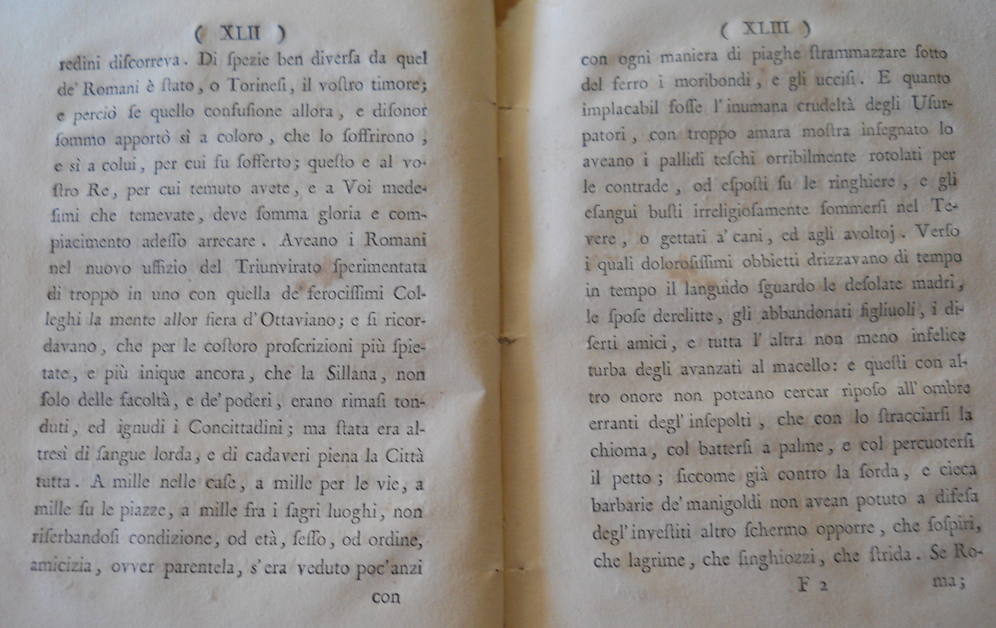 ( XLII )
redini diſcorreva. Di ſpezie ben diverſa da quel
de' Romani è ſtato, o Torineſi, il voſtro timore;
e perciò ſe quello confuſione allora, e diſonor
ſommo apportò sì a coloro, che lo ſoffrirono,
e sì a colui, per cui fu ſofferto; queſto e al vo-
ſtro Re, per cui temuto avete, e a Voi mede-
ſimi che temevate, deve ſomma gloria e com-
piacimento adeſſo arrecare. Aveano i Romani
nel nuovo uffizio del Triunvirato ſperimentata
di troppo in uno con quella de' ferociſſimi Col-
leghi la mente allor fiera d'Ottaviano; e ſi ricor-
davano, che per le coſtoro proſcrizioni più ſpie-
tate, e più inique ancora, che la Sillana, non
ſolo delle facoltà, e de' poderi, erano rimaſi ton-
duti, ed ignudi i Concittadini; ma ſtata era al-
tresì di ſangue lorda, e di cadaveri piena la Città
tutta. A mille nelle caſe, a mille per le vie, a
mille ſu le piazze, a mille fra i ſagri luoghi, non
riſerbandoſi condizione, od età, ſeſſo, od ordine,
amicizia, ovver parentela, s'era veduto poc'anzi
con
( XLIII )
con ogni maniera di piaghe ſtrammazzare ſotto
del ferro i moribondi, e gli ucciſi. E quanto
implacabil foſſe l'inumana crudeltà degli Uſur-
patori, con troppo amara moſtra inſegnato lo
aveano i pallidi teſchi orribilmente rotolati per
le contrade, od eſpoſti ſu le ringhiere, e gli
eſangui buſti irreligioſamente ſommerſi nel Te-
vere, o gettati a' cani, ed agli avoltoj. Verſo
i quali doloroſiſſimi obbietti drizzavano di tempo
in tempo il languido ſguardo le deſolate madri,
le ſpoſe derelitte, gli abbandonati figliuoli, i di-
ſerti amici, e tutta l'altra non meno infelice
turba degli avanzati al macello: e queſti con al-
tro onore non poteano cercar ripoſo all'ombre
erranti degl'inſepolti, che con lo ſtracciarſi la
chioma, col batterſi a palme, e col percuoterſi
il petto; ſiccome già contro la ſorda, e cieca
barbarie de' manigoldi non avean potuto a difeſa
degl'inveſtiti altro ſchermo opporre, che ſoſpiri,
che lagrime, che ſinghiozzi, che ſtrida. Se Ro-
F 2 ma;